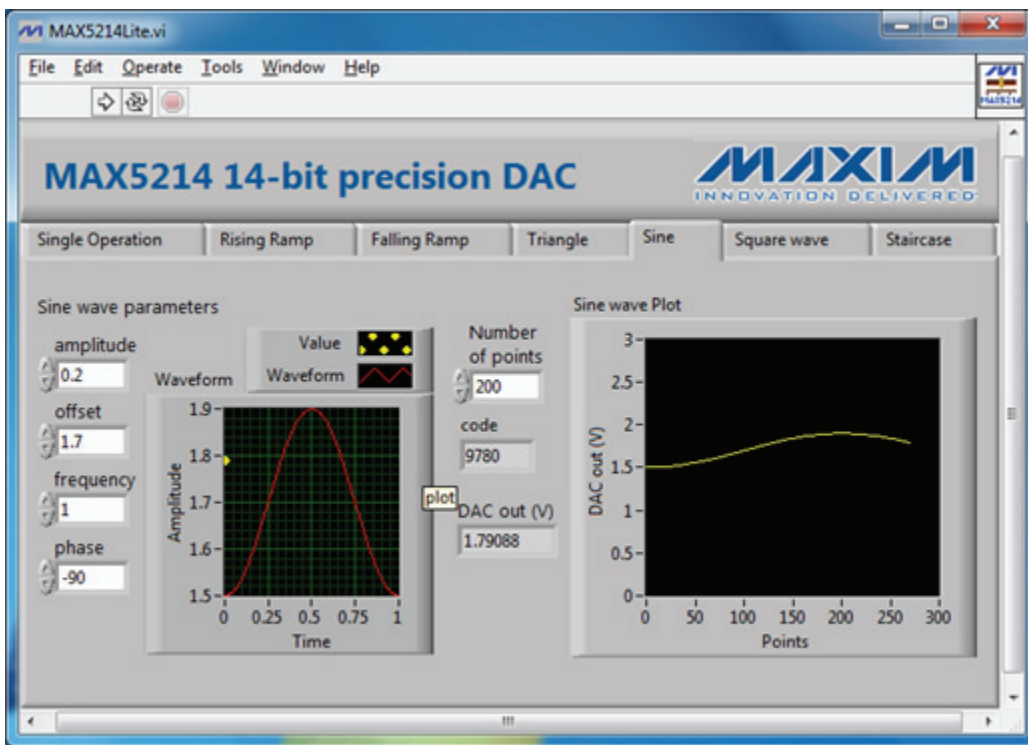 MAX5214Lite.vi
File Edit Operate Tools Window Help
MAX5214
MAX5214 14-bit precision DAC
MAXIM
INNOVATION DELIVERED
Single Operation Rising Ramp Falling Ramp Triangle Sine Square wave Staircase
Sine wave parameters
amplitude
0.2
offset
1.7
frequency
1
phase
-90
Value
Waveform
Waveform
1.9
1.8
1.7
1.6
1.5
Amplitude
0 0.25 0.5 0.75 1
Time
plot
Number
of points
200
code
9780
DAC out (V)
1.79088
Sine wave Plot
3
2.5
2
1.5
1
0.5
0
DAC out (V)
0 50 100 150 200 250 300
Points